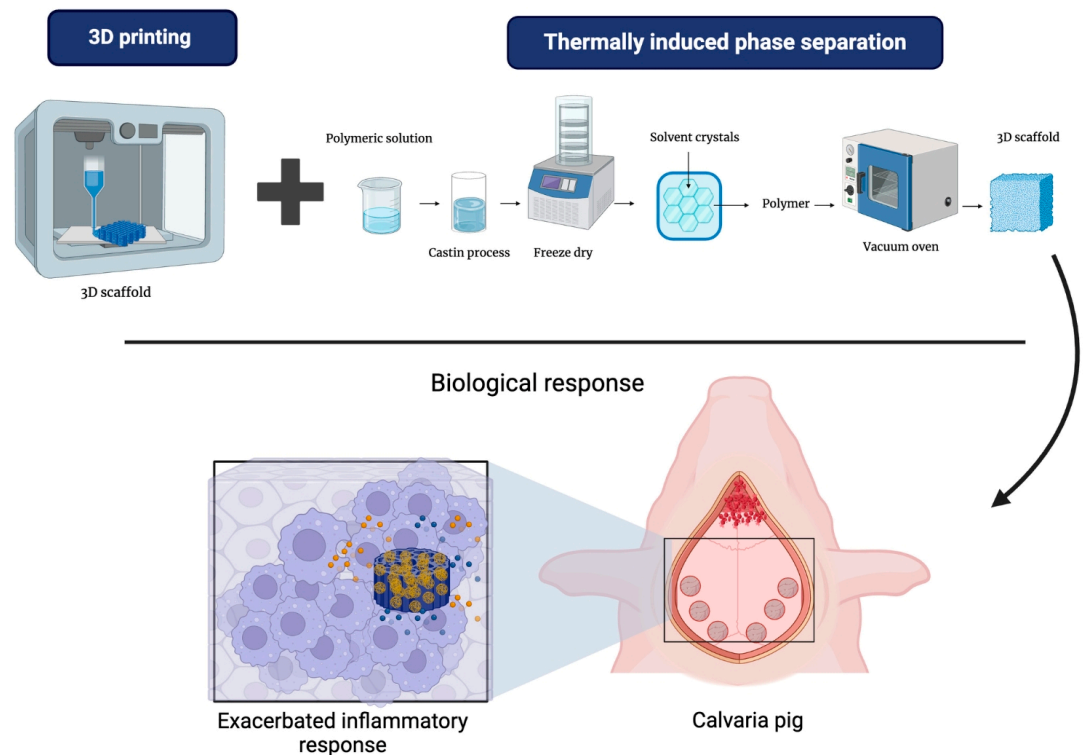 3D printing
Thermally induced phase separation
Polymeric solution
Solvent crystals
3D scaffold
Polymer
Castin process
Freeze dry
Vacuum oven
3D scaffold
Biological response
Exacerbated inflammatory
response
Calvaria pig